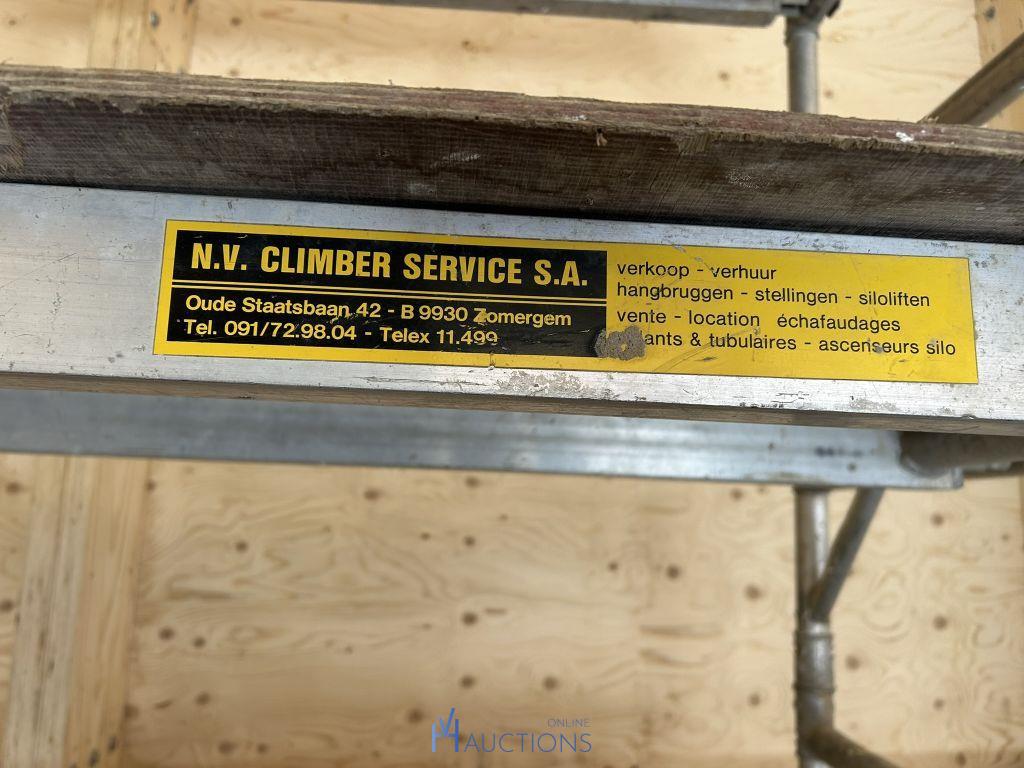 N.V. CLIMBER SERVICE S.A.
Oude Staatsbaan 42 - B 9930 Zomergem
Tel. 091/72.98.04 - Telex 11.499
verkoop - verhuur
hangbruggen - stellingen - siloliften
vente - location échafaudages
& tubulaires - ascenseurs silo
ONLINE
AUCTIONS